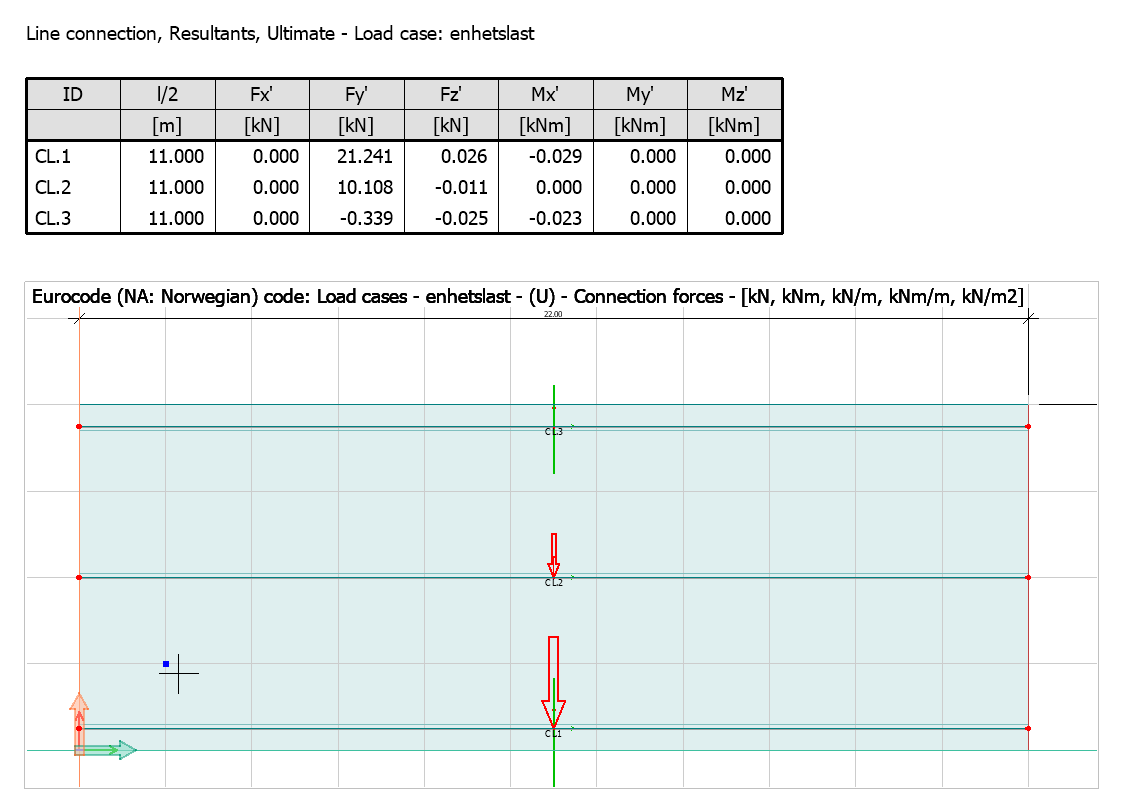 Line connection, Resultants, Ultimate - Load case: enhetslast
ID l/2 Fx' Fy' Fz' Mx' My' Mz'
[m] [kN] [kN] [kN] [kNm] [kNm] [kNm]
CL.1 11.000 0.000 21.241 0.026 -0.029 0.000 0.000
CL.2 11.000 0.000 10.108 -0.011 0.000 0.000 0.000
CL.3 11.000 0.000 -0.339 -0.025 -0.023 0.000 0.000
Eurocode (NA: Norwegian) code: Load cases - enhetslast - (U) - Connection forces - [kN, kNm, kN/m, kNm/m, kN/m2]
22.00
CL.3
CL.2
CL.1